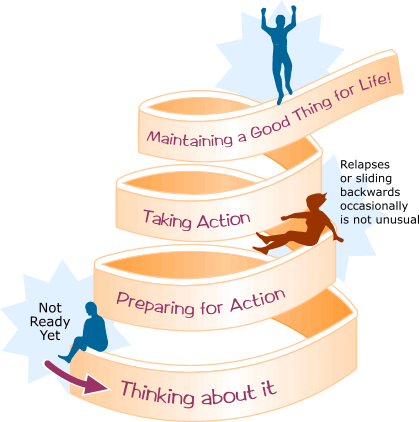 Maintaining a Good Thing for Life!
Relapses
or sliding
backwards
occasionally
is not unusual
Taking Action
Preparing for Action
Not
Ready
Yet
Thinking about it